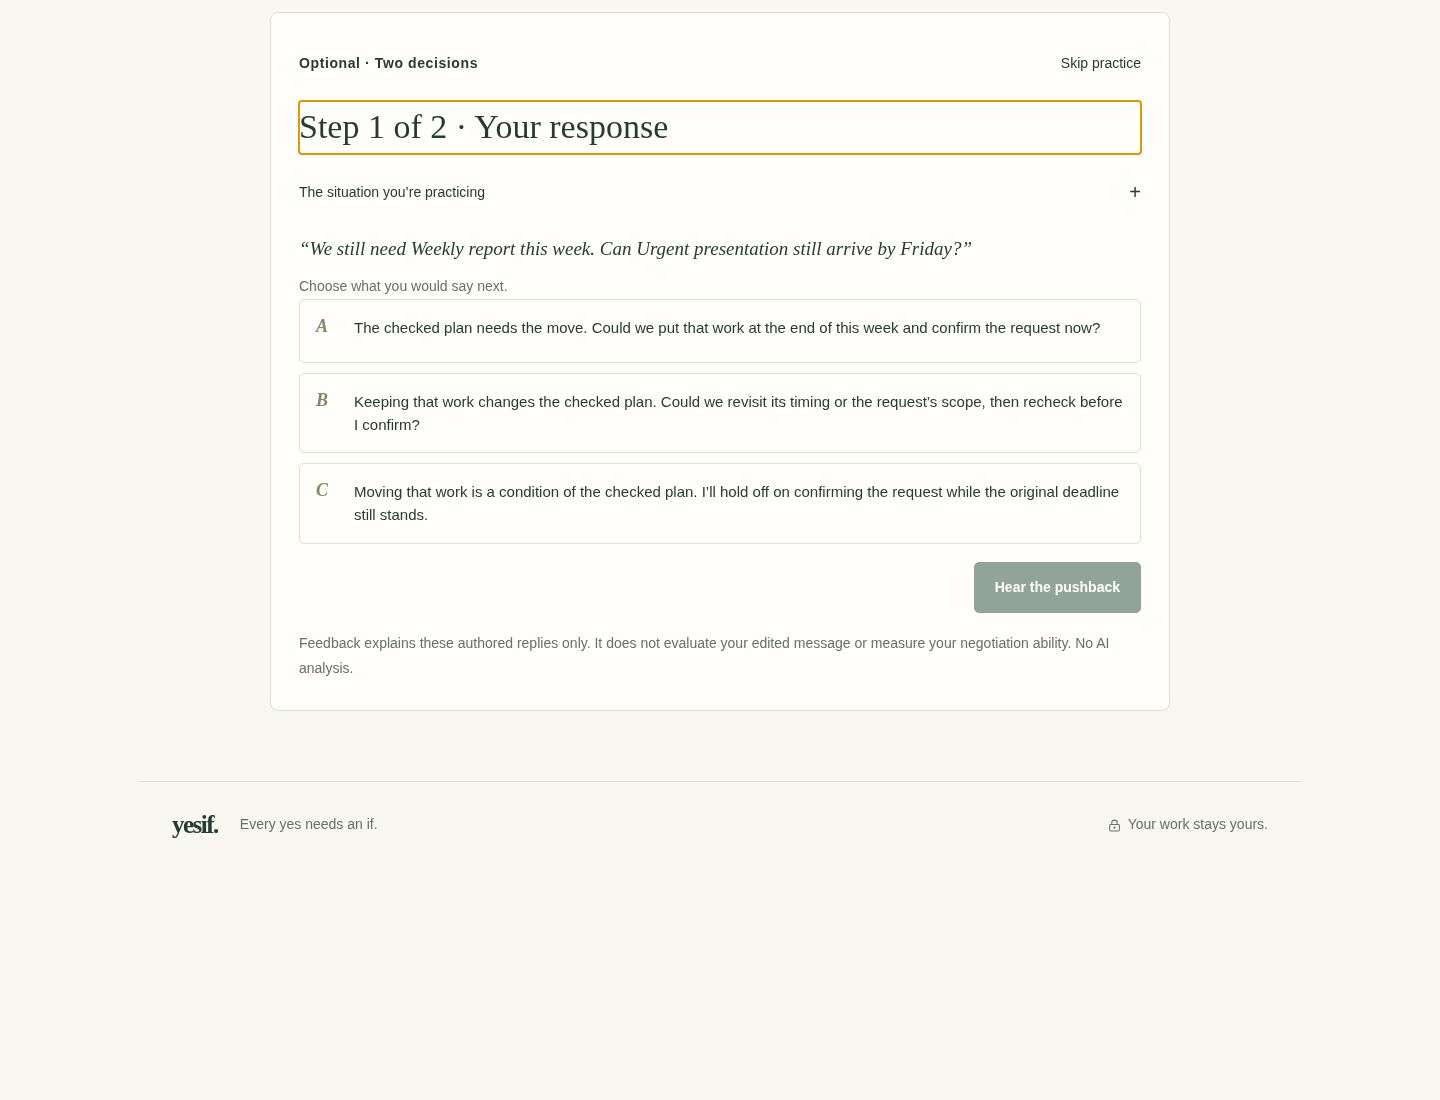 Optional · Two decisions
Skip practice
Step 1 of 2 · Your response
The situation you’re practicing
+
“We still need Weekly report this week. Can Urgent presentation still arrive by Friday?”
Choose what you would say next.
A
The checked plan needs the move. Could we put that work at the end of this week and confirm the request now?
B
Keeping that work changes the checked plan. Could we revisit its timing or the request’s scope, then recheck before
I confirm?
C
Moving that work is a condition of the checked plan. I’ll hold off on confirming the request while the original deadline
still stands.
Hear the pushback
Feedback explains these authored replies only. It does not evaluate your edited message or measure your negotiation ability. No AI
analysis.
yesif.
Every yes needs an if.
Your work stays yours.